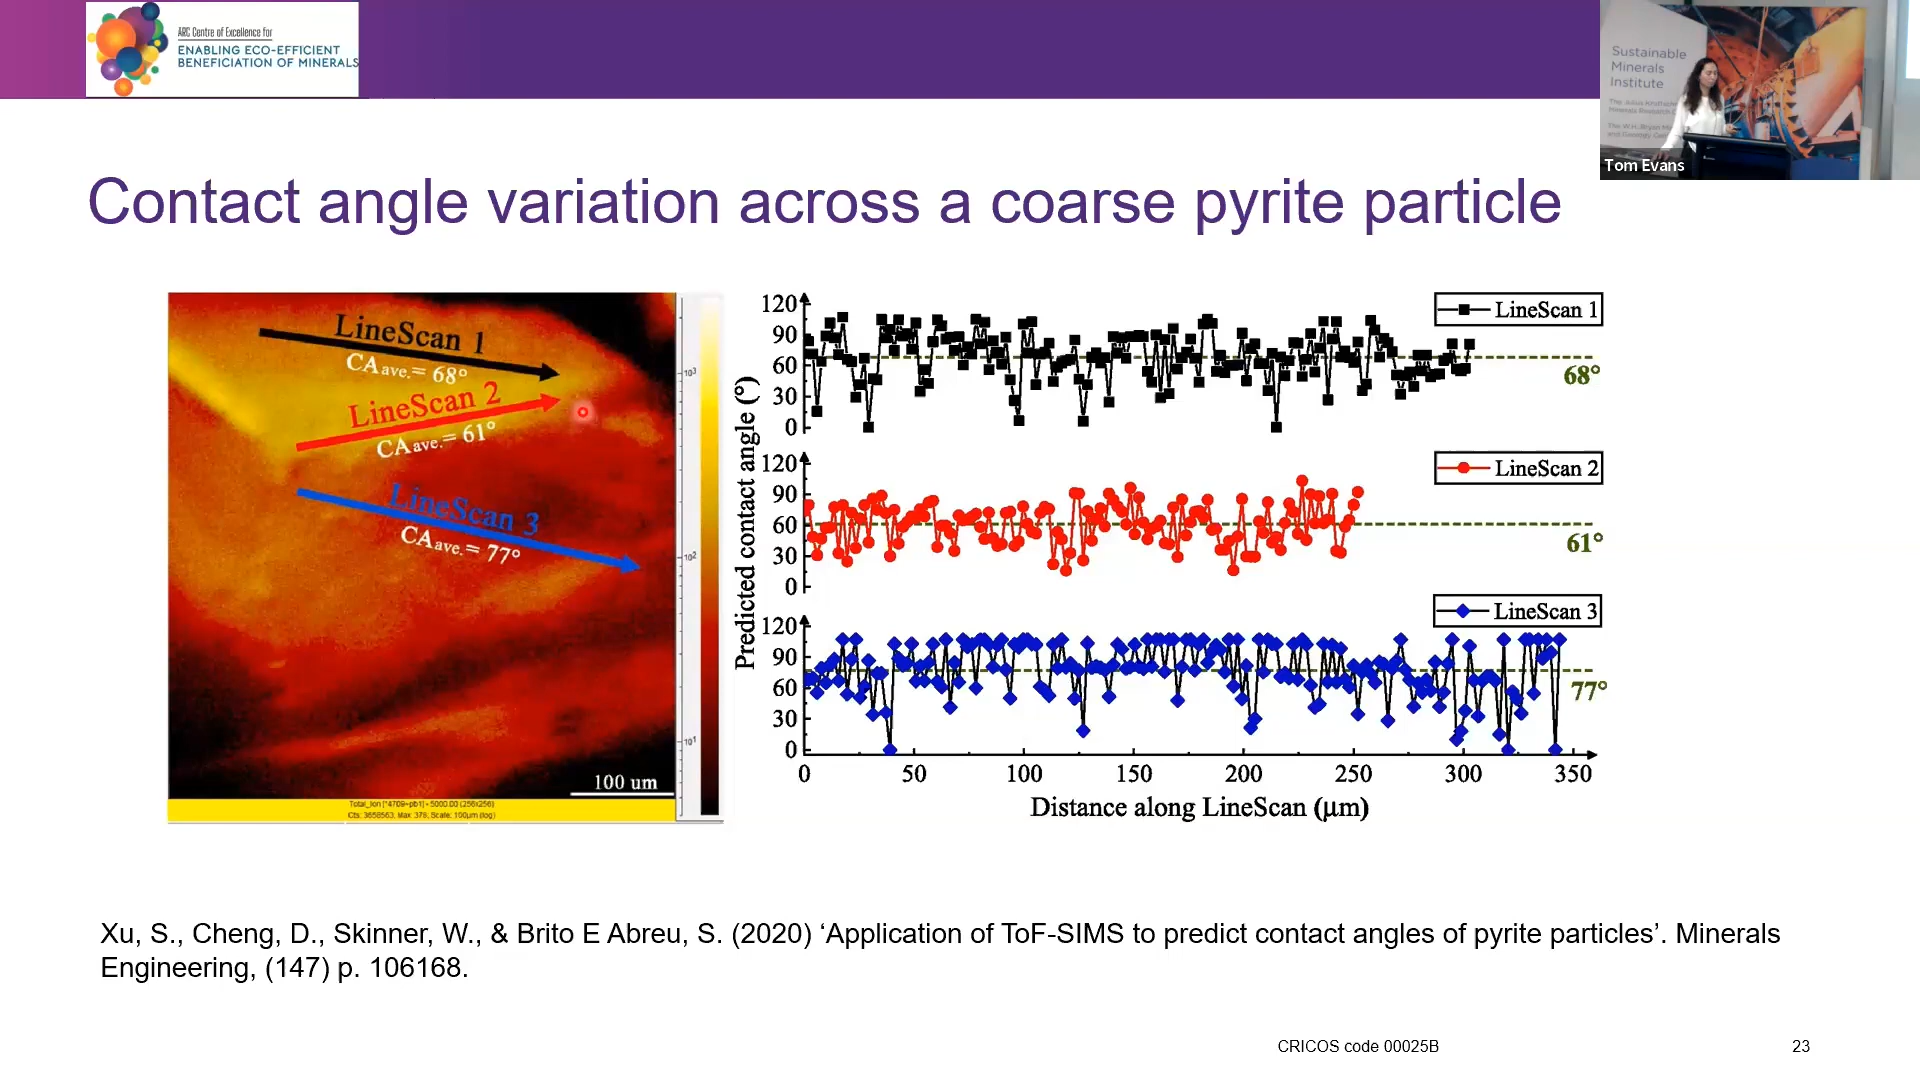 ARC Centre of Excellence for
ENABLING ECO-EFFICIENT
BENEFICIATION OF MINERALS
Sustainable
Minerals
Institute
Tom Evans
Contact angle variation across a coarse pyrite particle
LineScan 1
CA ave. = 68°
LineScan 2
CA ave. = 61°
LineScan 3
CA ave. = 77°
100 um
10³
10²
10¹
Predicted contact angle (°)
120
90
60
30
0
LineScan 1
68°
120
90
60
30
0
LineScan 2
61°
120
90
60
30
0
LineScan 3
77°
0 50 100 150 200 250 300 350
Distance along LineScan (μm)
Xu, S., Cheng, D., Skinner, W., & Brito E Abreu, S. (2020) ‘Application of ToF-SIMS to predict contact angles of pyrite particles’. Minerals
Engineering, (147) p. 106168.
CRICOS code 00025B
23